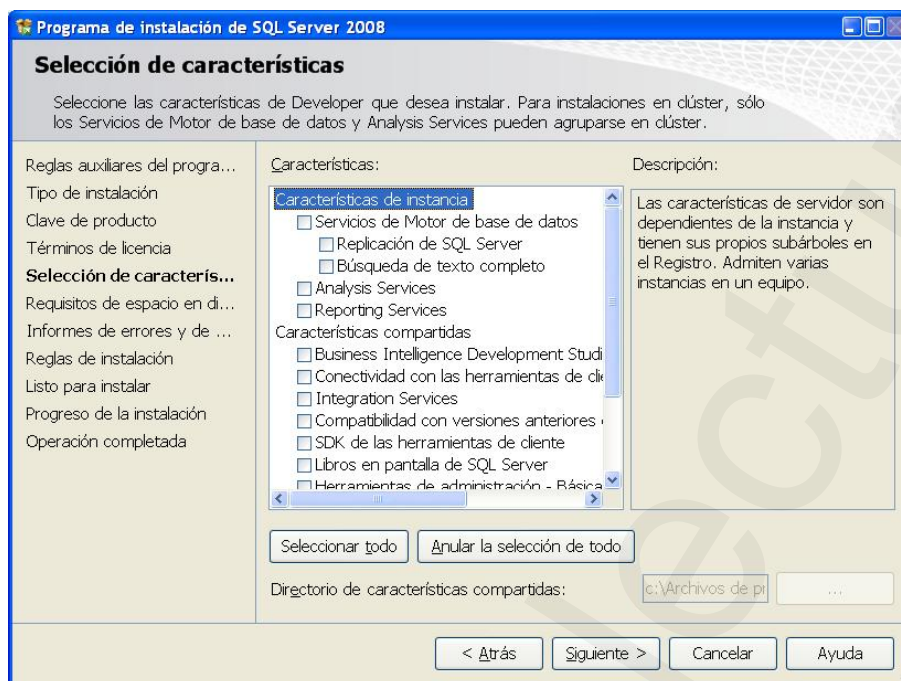 Programa de instalación de SQL Server 2008
Selección de características
Seleccione las características de Developer que desea instalar. Para instalaciones en clúster, sólo
los Servicios de Motor de base de datos y Analysis Services pueden agruparse en clúster.
Reglas auxiliares del progra...
Tipo de instalación
Clave de producto
Términos de licencia
Selección de caracterís...
Requisitos de espacio en di...
Informes de errores y de ...
Reglas de instalación
Listo para instalar
Progreso de la instalación
Operación completada
Características:
Características de instancia
Servicios de Motor de base de datos
Replicación de SQL Server
Búsqueda de texto completo
Analysis Services
Reporting Services
Características compartidas
Business Intelligence Development Studi
Conectividad con las herramientas de clie
Integration Services
Compatibilidad con versiones anteriores
SDK de las herramientas de cliente
Libros en pantalla de SQL Server
Herramientas de administración - Básica
Descripción:
Las características de servidor son
dependientes de la instancia y
tienen sus propios subárboles en
el Registro. Admiten varias
instancias en un equipo.
Seleccionar todo
Anular la selección de todo
Directorio de características compartidas:
c:\Archivos de pr
...
< Atrás
Siguiente >
Cancelar
Ayuda